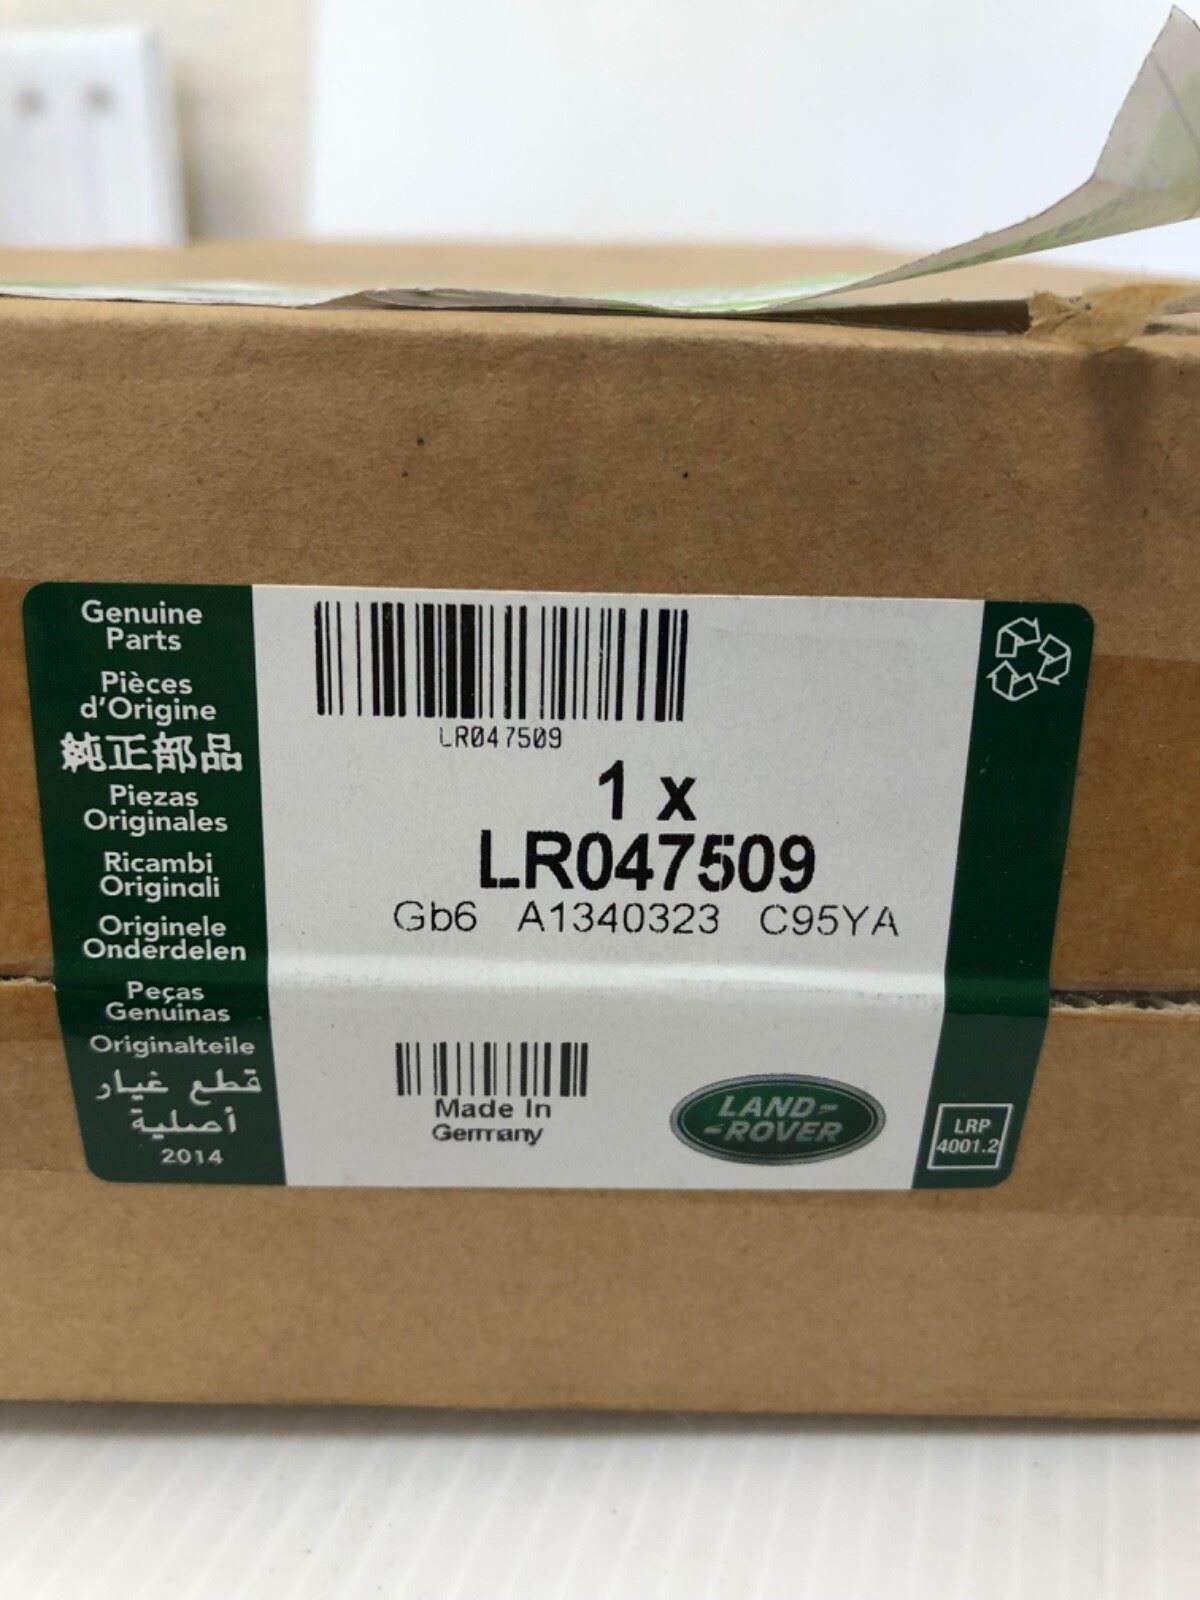 Genuine
Parts
Pièces
d'Origine
純正部品
Piezas
Originales
Ricambi
Originali
Originele
Onderdelen
Peças
Genuinas
Originalteile
قطع غيار
أصلية
2014
LR047509
1 x
LR047509
Gb6 A1340323 C95YA
Made In
Germany
LAND-
-ROVER
LRP
4001.2